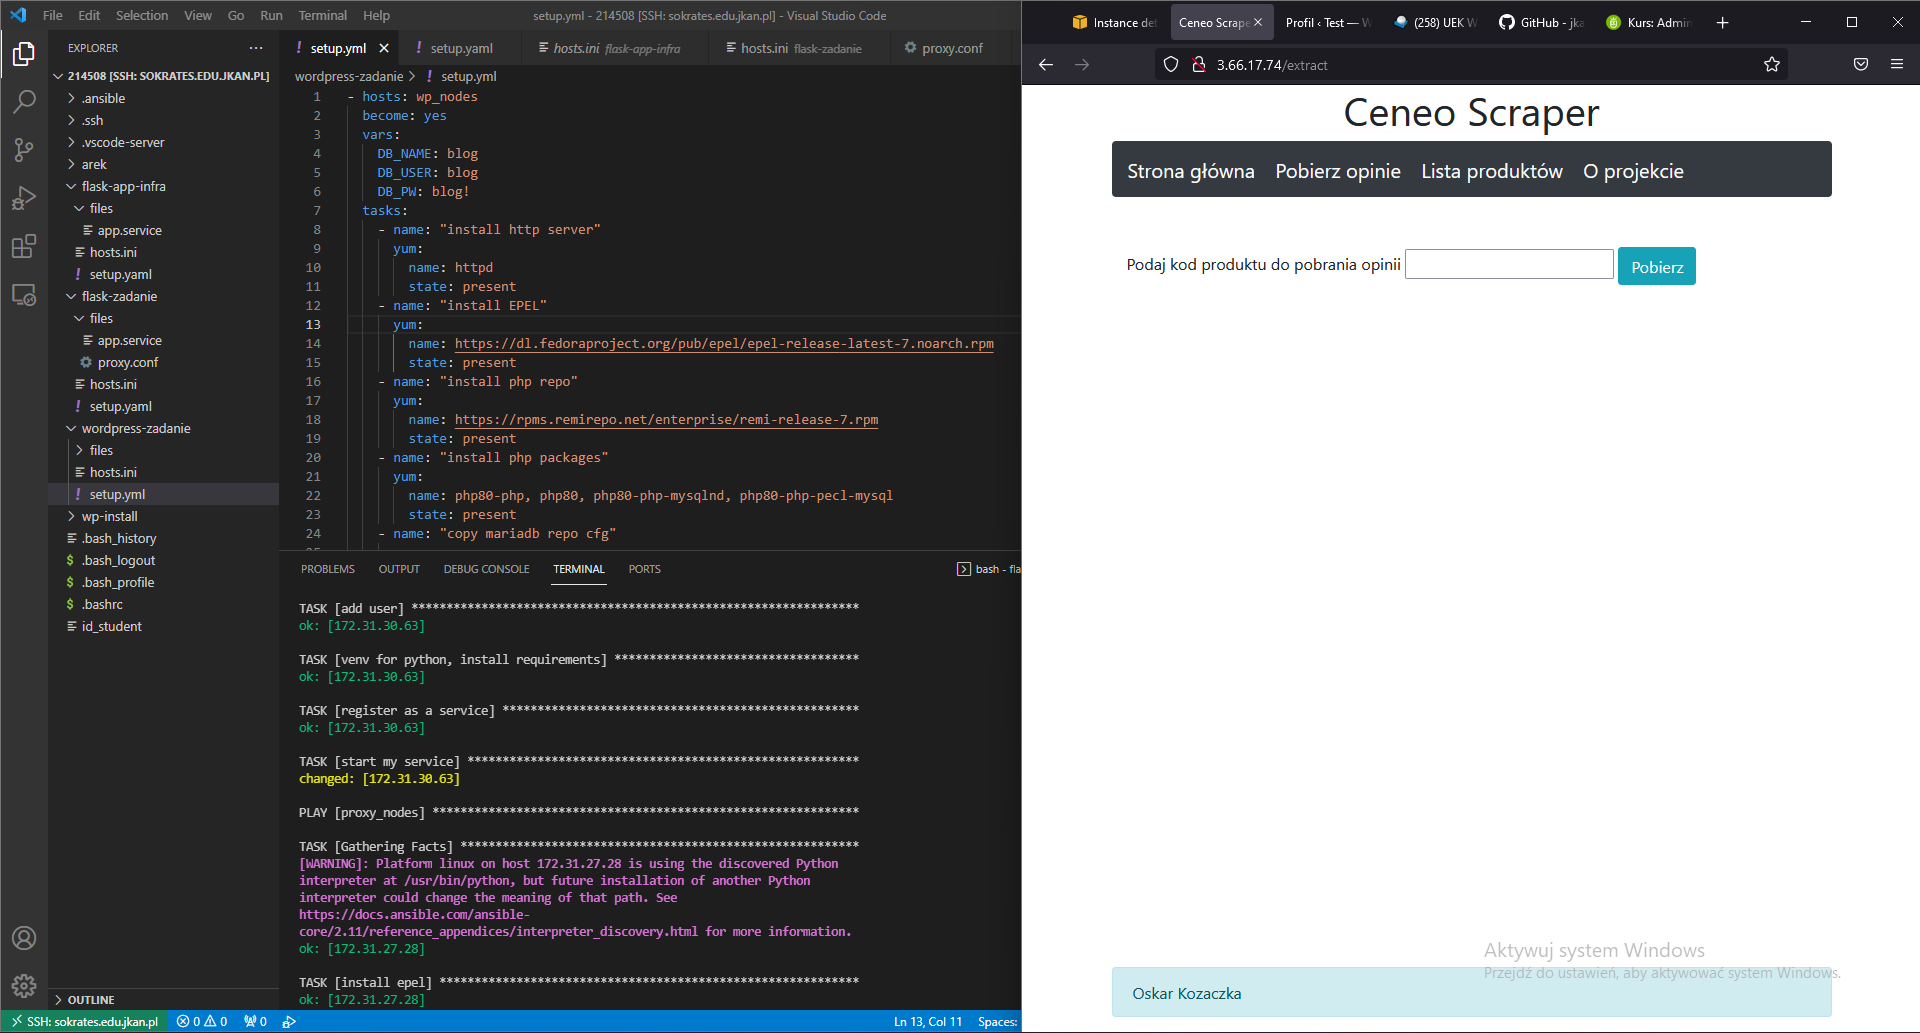 File Edit Selection View Go Run Terminal Help
setup.yml - 214508 [SSH: sokrates.edu.jkan.pl] - Visual Studio Code
EXPLORER
214508 [SSH: SOKRATES.EDU.JKAN.PL]
.ansible
.ssh
.vscode-server
arek
flask-app-infra
files
app.service
hosts.ini
setup.yaml
flask-zadanie
files
app.service
proxy.conf
hosts.ini
setup.yaml
wordpress-zadanie
files
hosts.ini
setup.yml
wp-install
.bash_history
.bash_logout
.bash_profile
.bashrc
id_student
OUTLINE
setup.yml setup.yaml hosts.ini flask-app-infra hosts.ini flask-zadanie proxy.conf
wordpress-zadanie > ! setup.yml
1 - hosts: wp_nodes
2 become: yes
3 vars:
4 DB_NAME: blog
5 DB_USER: blog
6 DB_PW: blog!
7 tasks:
8 - name: "install http server"
9 yum:
10 name: httpd
11 state: present
12 - name: "install EPEL"
13 yum:
14 name: https://dl.fedoraproject.org/pub/epel/epel-release-latest-7.noarch.rpm
15 state: present
16 - name: "install php repo"
17 yum:
18 name: https://rpms.remirepo.net/enterprise/remi-release-7.rpm
19 state: present
20 - name: "install php packages"
21 yum:
22 name: php80-php, php80, php80-php-mysqlnd, php80-php-pecl-mysql
23 state: present
24 - name: "copy mariadb repo cfg"
PROBLEMS OUTPUT DEBUG CONSOLE TERMINAL PORTS bash - fla
TASK [add user] ****************************************************************
ok: [172.31.30.63]
TASK [venv for python, install requirements] ***********************************
ok: [172.31.30.63]
TASK [register as a service] ***************************************************
ok: [172.31.30.63]
TASK [start my service] ********************************************************
changed: [172.31.30.63]
PLAY [proxy_nodes] *************************************************************
TASK [Gathering Facts] *********************************************************
[WARNING]: Platform linux on host 172.31.27.28 is using the discovered Python
interpreter at /usr/bin/python, but future installation of another Python
interpreter could change the meaning of that path. See
https://docs.ansible.com/ansible-
core/2.11/reference_appendices/interpreter_discovery.html for more information.
ok: [172.31.27.28]
TASK [install epel] ************************************************************
ok: [172.31.27.28]
SSH: sokrates.edu.jkan.pl 0 0 0 Ln 13, Col 11 Spaces:
Instance det Ceneo Scrape Profil ‹ Test — W (258) UEK W GitHub - jka Kurs: Admin
3.66.17.74/extract
Ceneo Scraper
Strona główna Pobierz opinie Lista produktów O projekcie
Podaj kod produktu do pobrania opinii Pobierz
Aktywuj system Windows
Przejdź do ustawień, aby aktywować system Windows.
Oskar Kozaczka